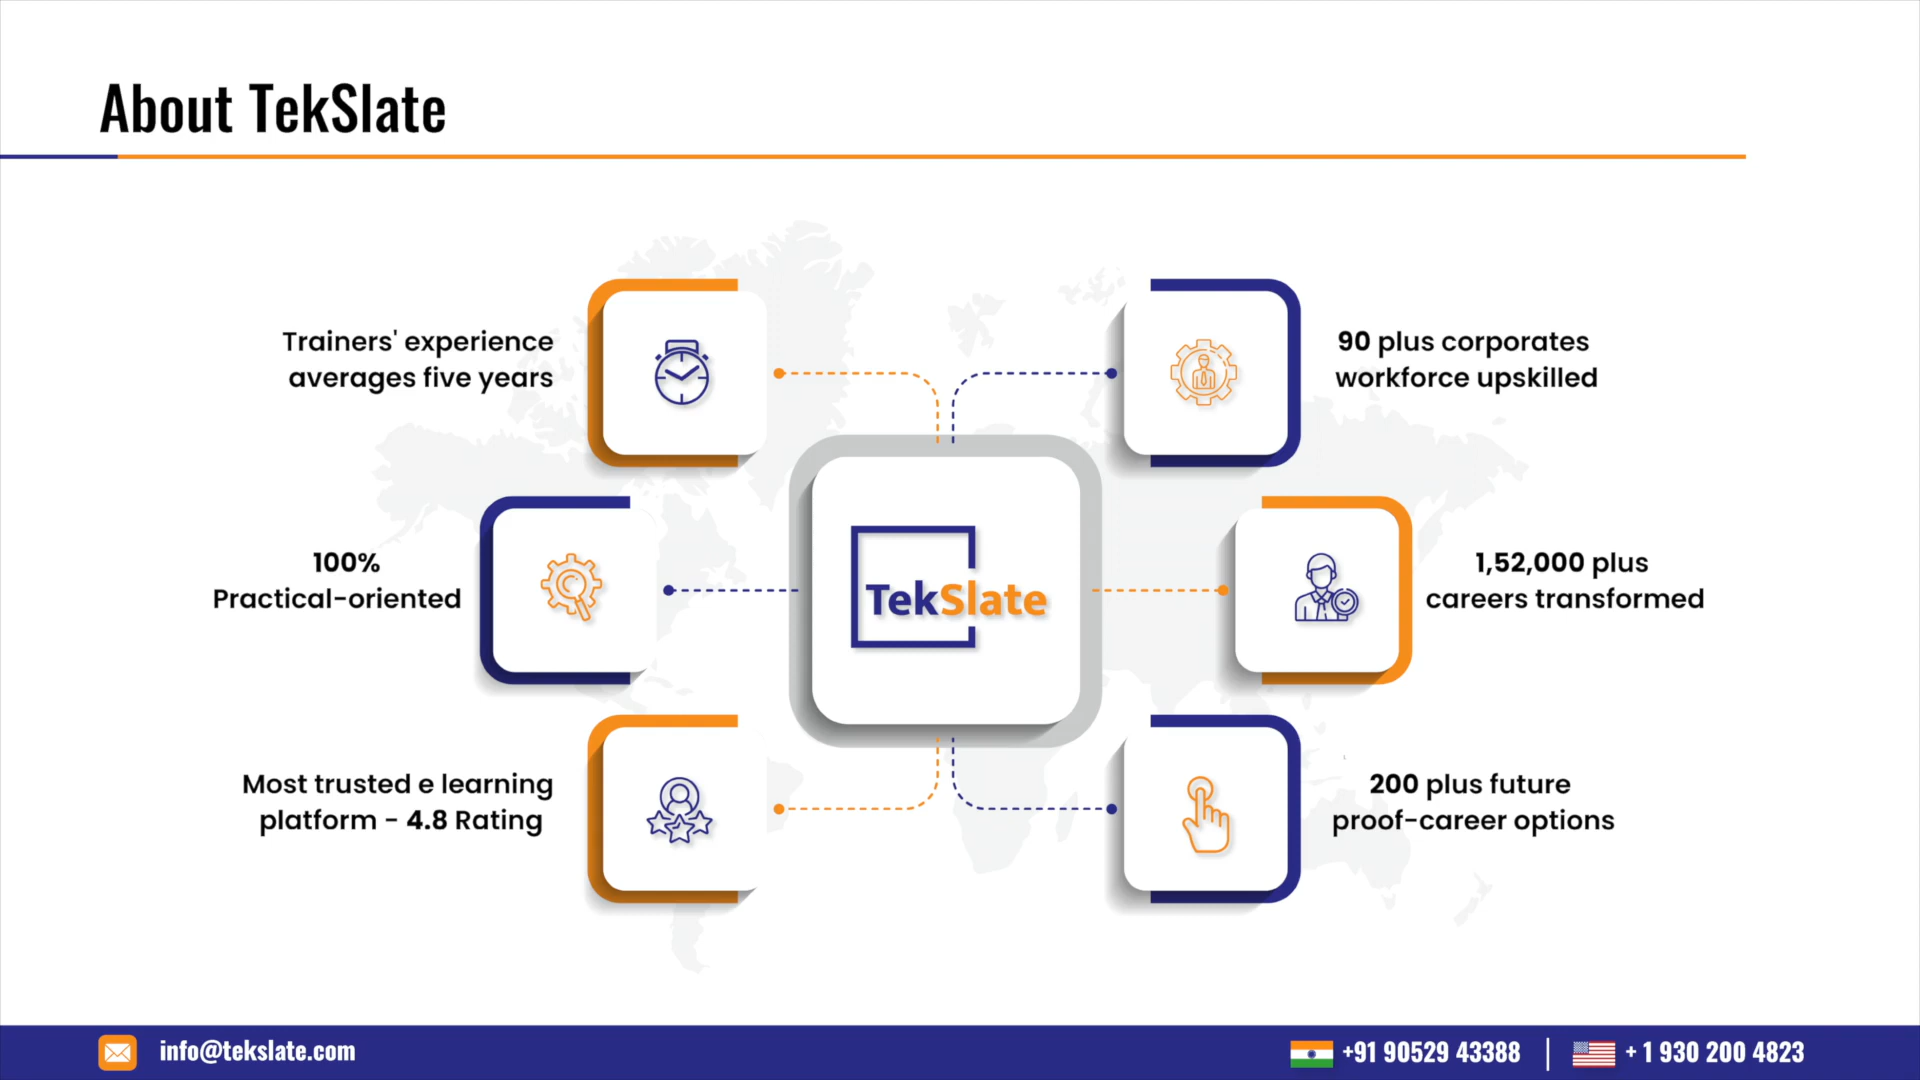 About TekSlate
Trainers' experience
averages five years
90 plus corporates
workforce upskilled
100%
Practical-oriented
TekSlate
1,52,000 plus
careers transformed
Most trusted e learning
platform - 4.8 Rating
200 plus future
proof-career options
info@tekslate.com
+91 90529 43388
+ 1 930 200 4823